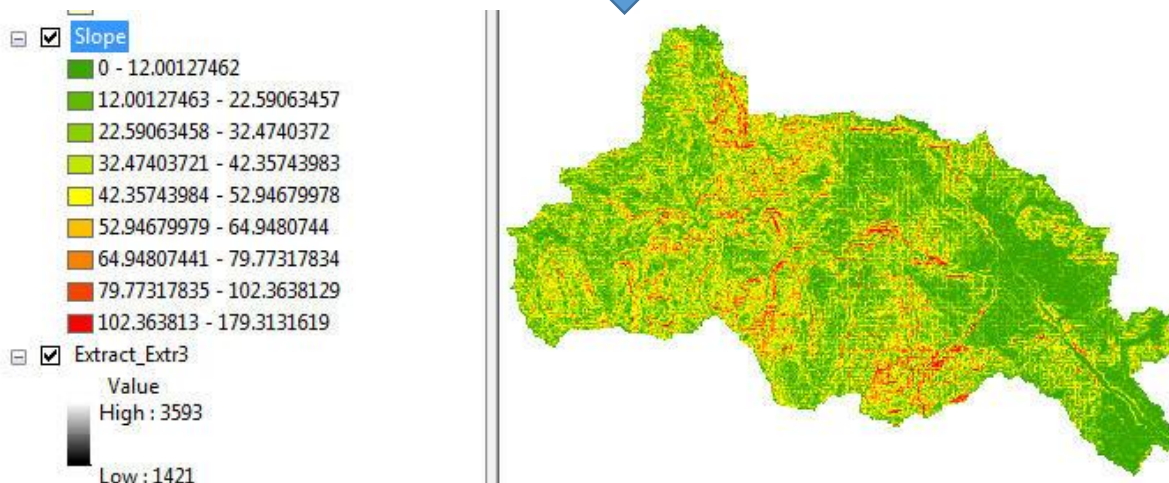 Slope
0 - 12.00127462
12.00127463 - 22.59063457
22.59063458 - 32.4740372
32.47403721 - 42.35743983
42.35743984 - 52.94679978
52.94679979 - 64.9480744
64.94807441 - 79.77317834
79.77317835 - 102.3638129
102.363813 - 179.3131619
Extract_Extr3
Value
High : 3593
Low : 1421